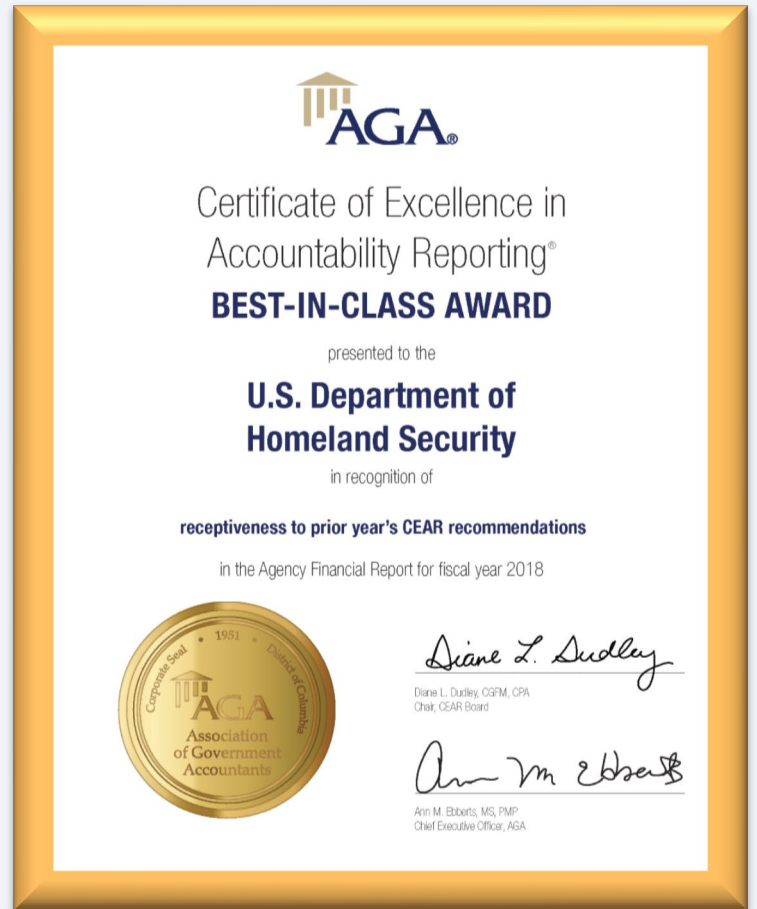 AGA®
Certificate of Excellence in
Accountability Reporting®
BEST-IN-CLASS AWARD
presented to the
U.S. Department of
Homeland Security
in recognition of
receptiveness to prior year's CEAR recommendations
in the Agency Financial Report for fiscal year 2018
Corporate Seal • 1951 • District of Columbia
AGA
Association
of Government
Accountants
Diane L. Dudley
Diane L. Dudley, CGFM, CPA
Chair, CEAR Board
Ann M Ebberts
Ann M. Ebberts, MS, PMP
Chief Executive Officer, AGA